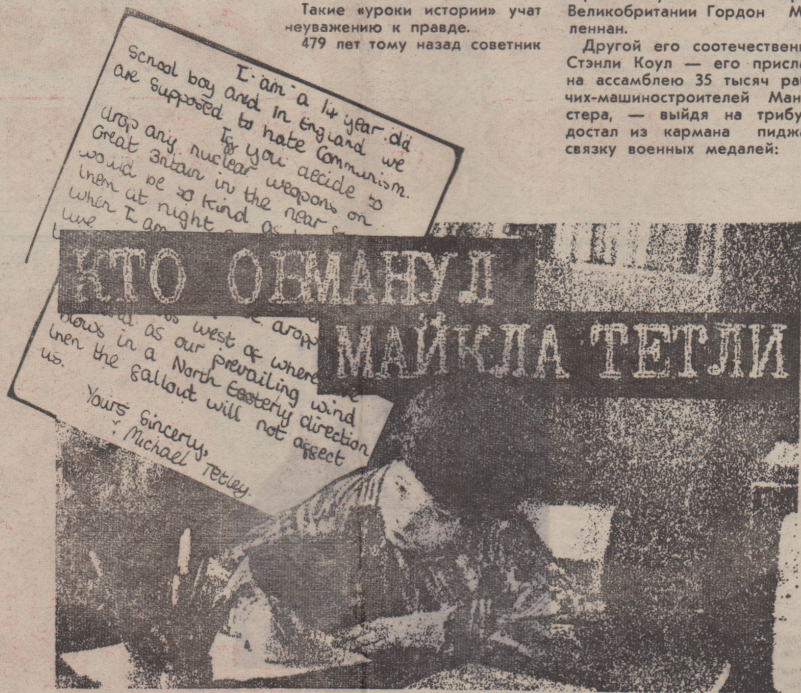 Такие «уроки истории» учат
неуважению к правде.
479 лет тому назад советник
Великобритании Гордон М
леннан.
Другой его соотечествен
Стэнли Коул — его присла
на ассамблею 35 тысяч ра
чих-машиностроителей Ман
стера, — выйдя на трибу
достал из кармана пиджа
связку военных медалей:
I am a 14 year old
School boy and in England we
are supposed to hate Communism.
If you decide to
drop any nuclear weapons on
Great Britain in the near
would be so kind as
them at night
when I am
КТО ОБМАНУЛ
МАЙКЛА ТЕТЛИ
west of where
as our prevailing wind
blows in a North Easterly direction
then the fallout will not affect
us.
Yours Sincerly,
Michael Tetley